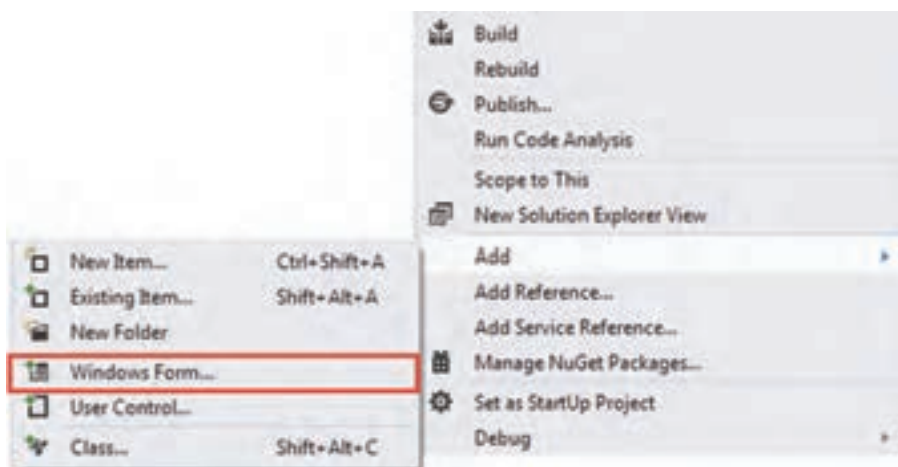 Build
Rebuild
Publish...
Run Code Analysis
Scope to This
New Solution Explorer View
Add
Add Reference...
Add Service Reference...
Manage NuGet Packages...
Set as StartUp Project
Debug
New Item... Ctrl+Shift+A
Existing Item... Shift+Alt+A
New Folder
Windows Form...
User Control...
Class... Shift+Alt+C